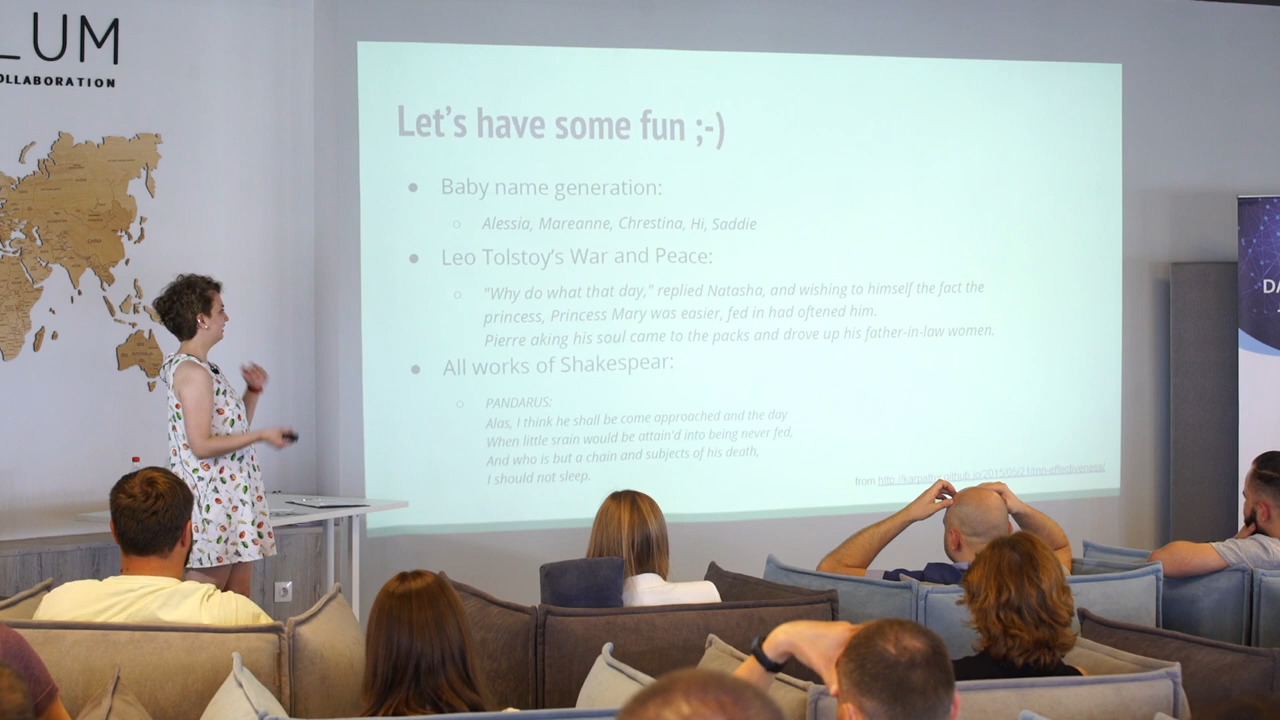 LUM
OLLABORATION
Let's have some fun ;-)
Baby name generation:
Alessia, Mareanne, Chrestina, Hi, Saddie
Leo Tolstoy's War and Peace:
"Why do what that day," replied Natasha, and wishing to himself the fact the
princess, Princess Mary was easier, fed in had oftened him.
Pierre aking his soul came to the packs and drove up his father-in-law women.
All works of Shakespear:
PANDARUS:
Alas, I think he shall be come approached and the day
When little srain would be attain'd into being never fed,
And who is but a chain and subjects of his death,
I should not sleep.
from http://karpathy.github.io/2015/05/21/rnn-effectiveness/
DA